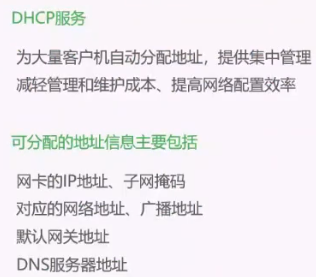 DHCP服务
为大量客户机自动分配地址，提供集中管理
减轻管理和维护成本、提高网络配置效率
可分配的地址信息主要包括
网卡的IP地址、子网掩码
对应的网络地址、广播地址
默认网关地址
DNS服务器地址